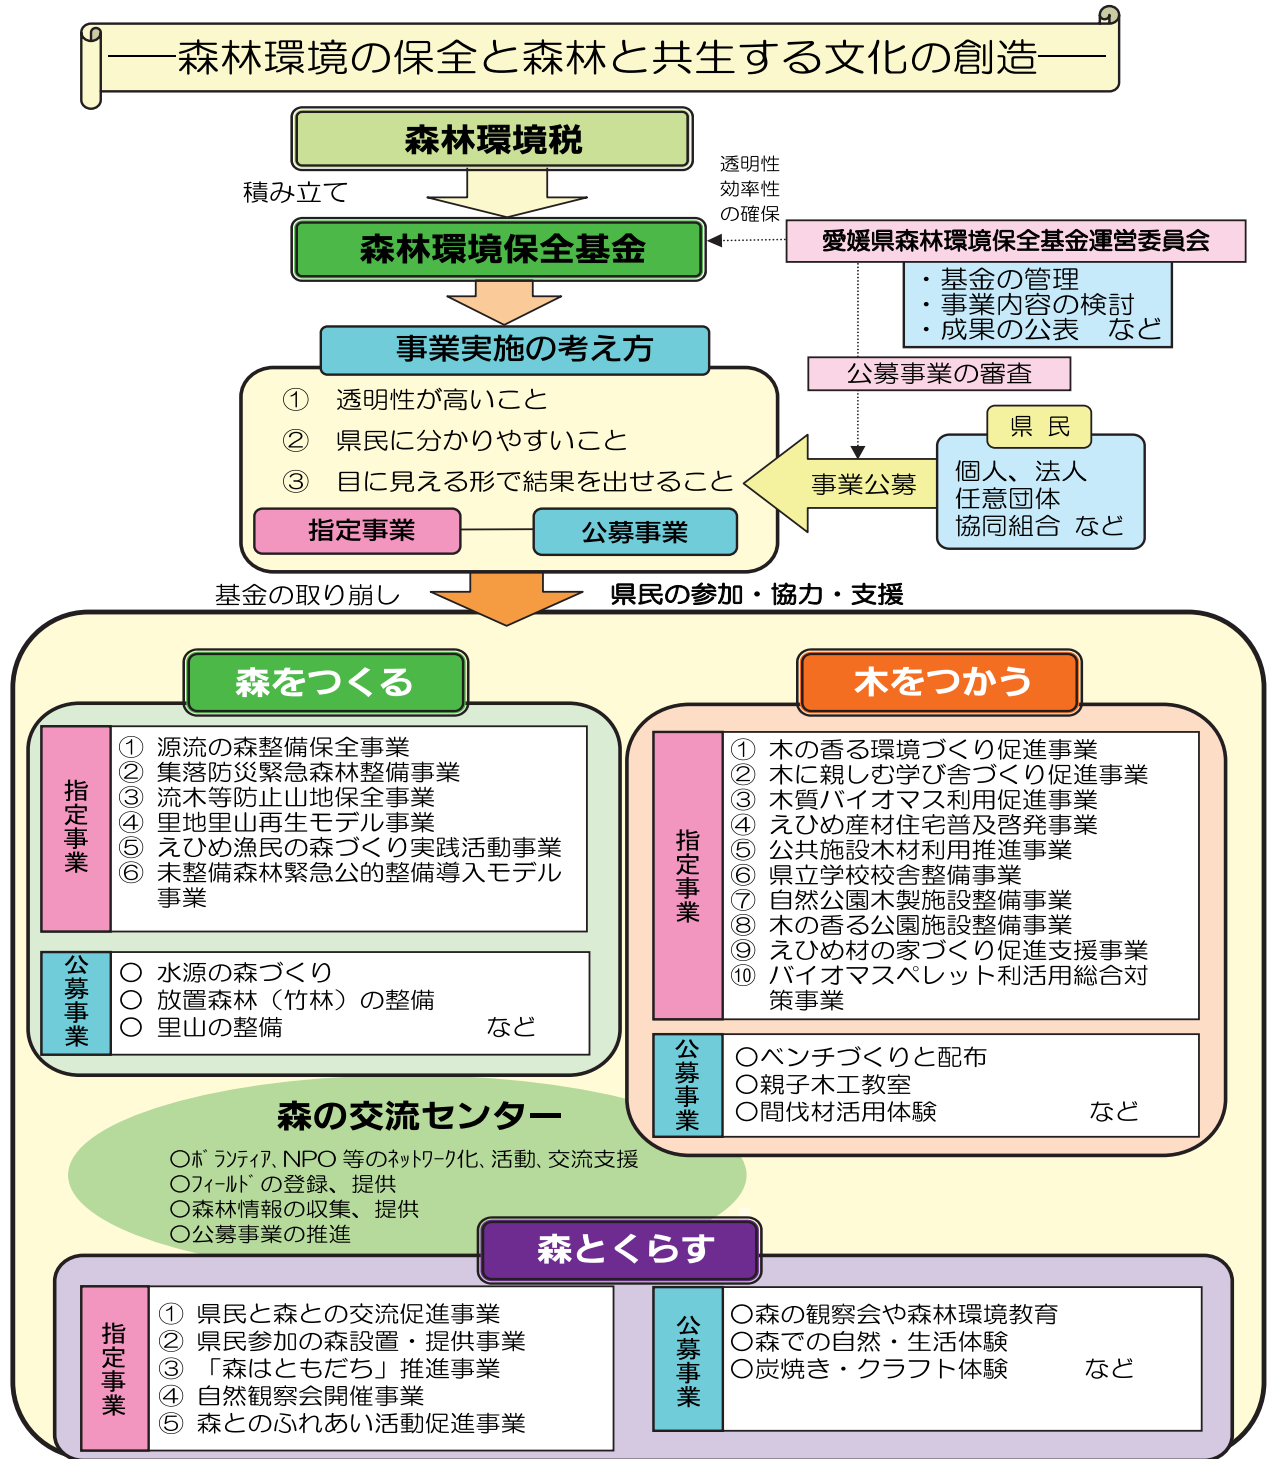 ―森林環境の保全と森林と共生する文化の創造―
森林環境税
積み立て
透明性
効率性
の確保
森林環境保全基金
愛媛県森林環境保全基金運営委員会
・基金の管理
・事業内容の検討
・成果の公表　など
公募事業の審査
事業実施の考え方
①　透明性が高いこと
②　県民に分かりやすいこと
③　目に見える形で結果を出せること
指定事業
公募事業
事業公募
県 民
個人、法人
任意団体
協同組合 など
基金の取り崩し
県民の参加・協力・支援
森をつくる
指定事業
① 源流の森整備保全事業
② 集落防災緊急森林整備事業
③ 流木等防止山地保全事業
④ 里地里山再生モデル事業
⑤ えひめ漁民の森づくり実践活動事業
⑥ 未整備森林緊急公的整備導入モデル
事業
公募事業
○ 水源の森づくり
○ 放置森林（竹林）の整備
○ 里山の整備　　など
木をつかう
指定事業
① 木の香る環境づくり促進事業
② 木に親しむ学び舎づくり促進事業
③ 木質バイオマス利用促進事業
④ えひめ産材住宅普及啓発事業
⑤ 公共施設木材利用推進事業
⑥ 県立学校校舎整備事業
⑦ 自然公園木製施設整備事業
⑧ 木の香る公園施設整備事業
⑨ えひめ材の家づくり促進支援事業
⑩ バイオマスペレット利活用総合対
策事業
公募事業
○ベンチづくりと配布
○親子木工教室
○間伐材活用体験　　など
森の交流センター
○ﾎﾞﾗﾝﾃｨｱ、NPO 等のﾈｯﾄﾜｰｸ化、活動、交流支援
○ﾌｨｰﾙﾄﾞの登録、提供
○森林情報の収集、提供
○公募事業の推進
森とくらす
指定事業
① 県民と森との交流促進事業
② 県民参加の森設置・提供事業
③ 「森はともだち」推進事業
④ 自然観察会開催事業
⑤ 森とのふれあい活動促進事業
公募事業
○森の観察会や森林環境教育
○森での自然・生活体験
○炭焼き・クラフト体験　　など